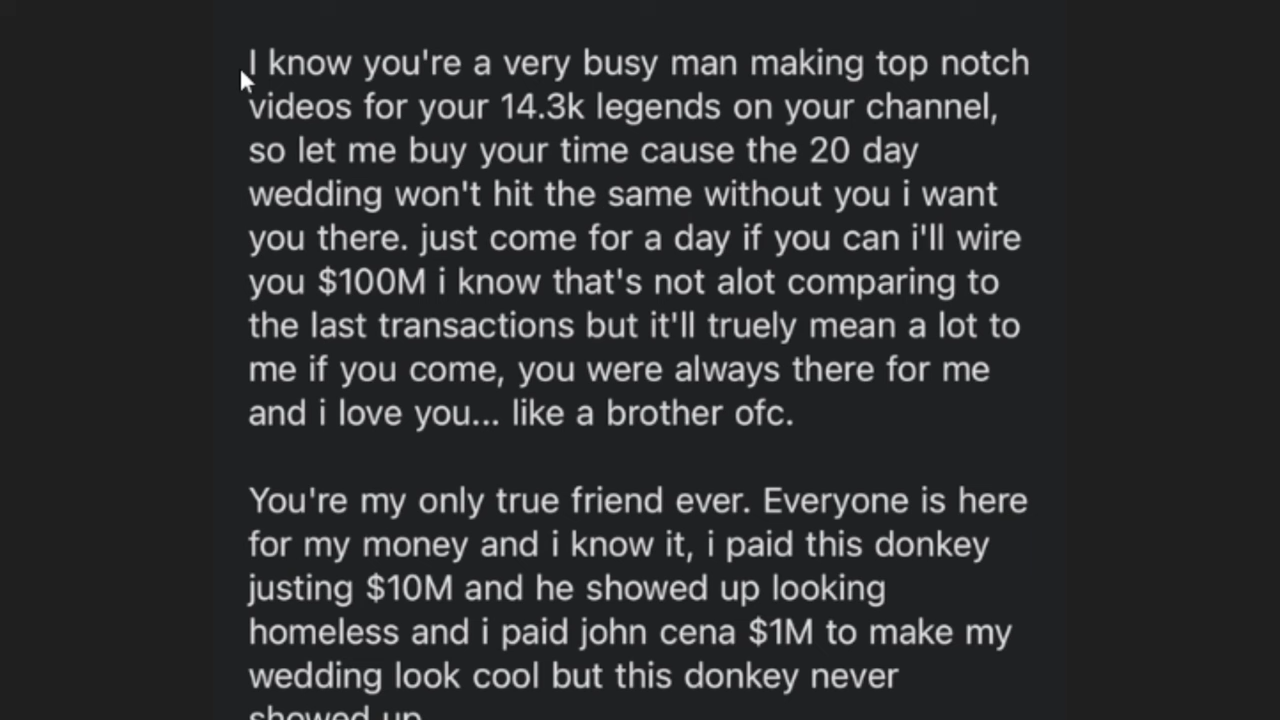 I know you're a very busy man making top notch
videos for your 14.3k legends on your channel,
so let me buy your time cause the 20 day
wedding won't hit the same without you i want
you there. just come for a day if you can i'll wire
you $100M i know that's not alot comparing to
the last transactions but it'll truely mean a lot to
me if you come, you were always there for me
and i love you... like a brother ofc.
You're my only true friend ever. Everyone is here
for my money and i know it, i paid this donkey
justing $10M and he showed up looking
homeless and i paid john cena $1M to make my
wedding look cool but this donkey never
showed up